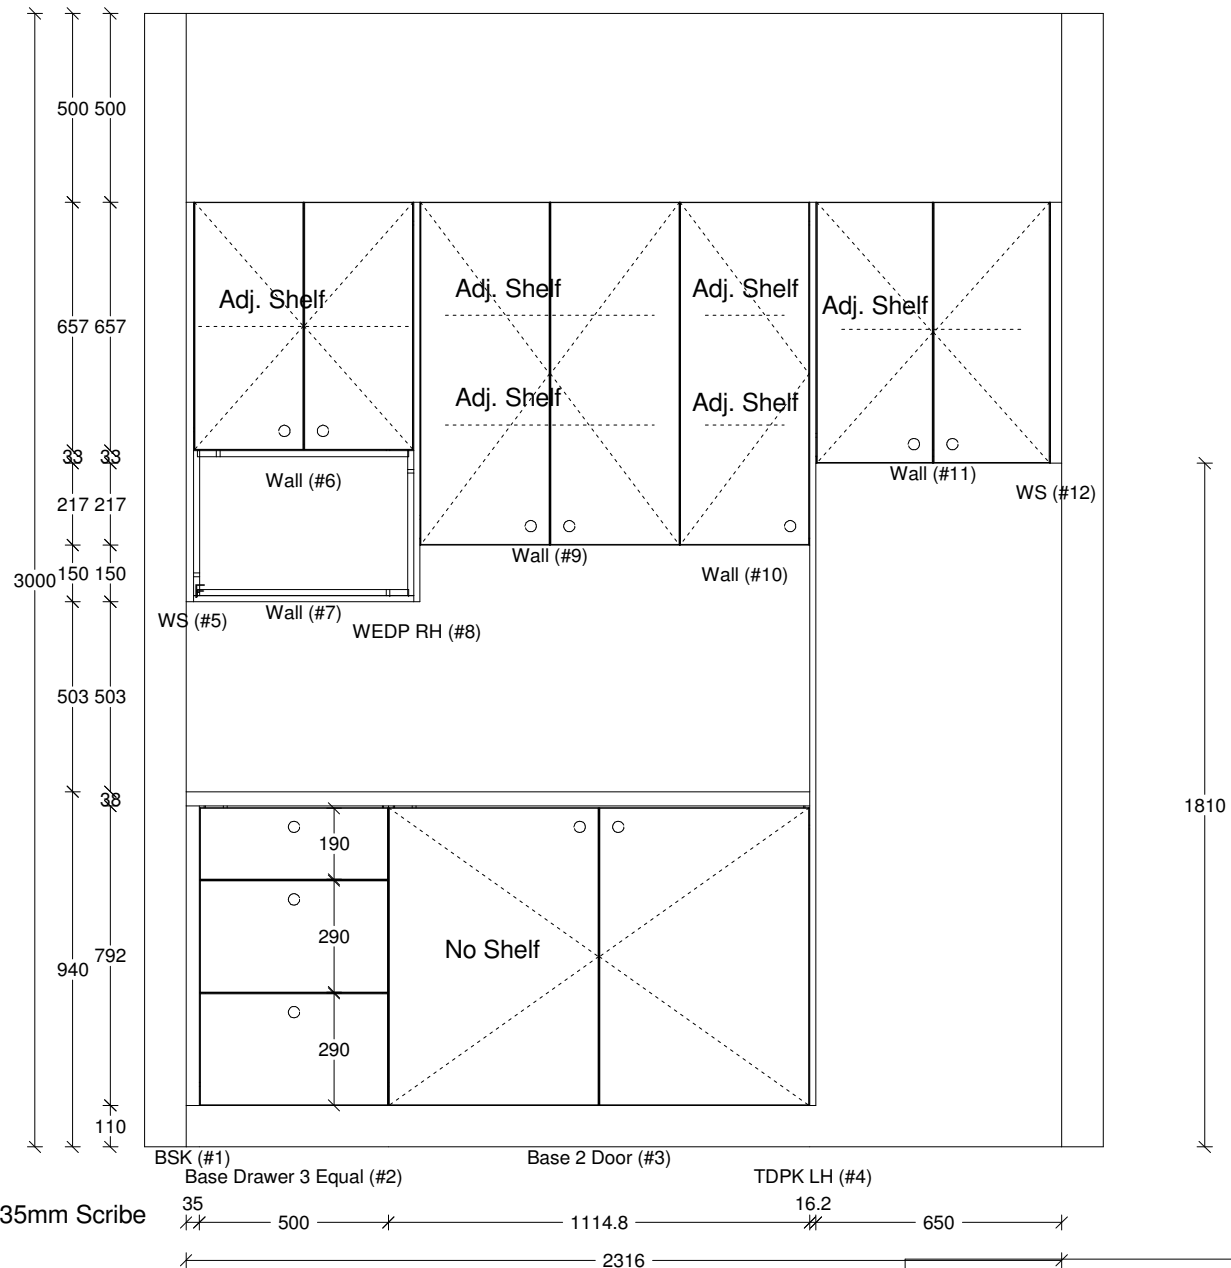 500 500
Adj. Shelf
Adj. Shelf
Adj. Shelf
Adj. Shelf
657 657
Adj. Shelf
Adj. Shelf
33 33
Wall (#6)
Wall (#11)
WS (#12)
217 217
Wall (#9)
3000 150 150
Wall (#10)
WS (#5)
Wall (#7)
WEDP RH (#8)
503 503
38
1810
190
290
No Shelf
940 792
290
110
BSK (#1)
Base 2 Door (#3)
Base Drawer 3 Equal (#2)
TDPK LH (#4)
35mm Scribe
35
500
1114.8
16.2
650
2316